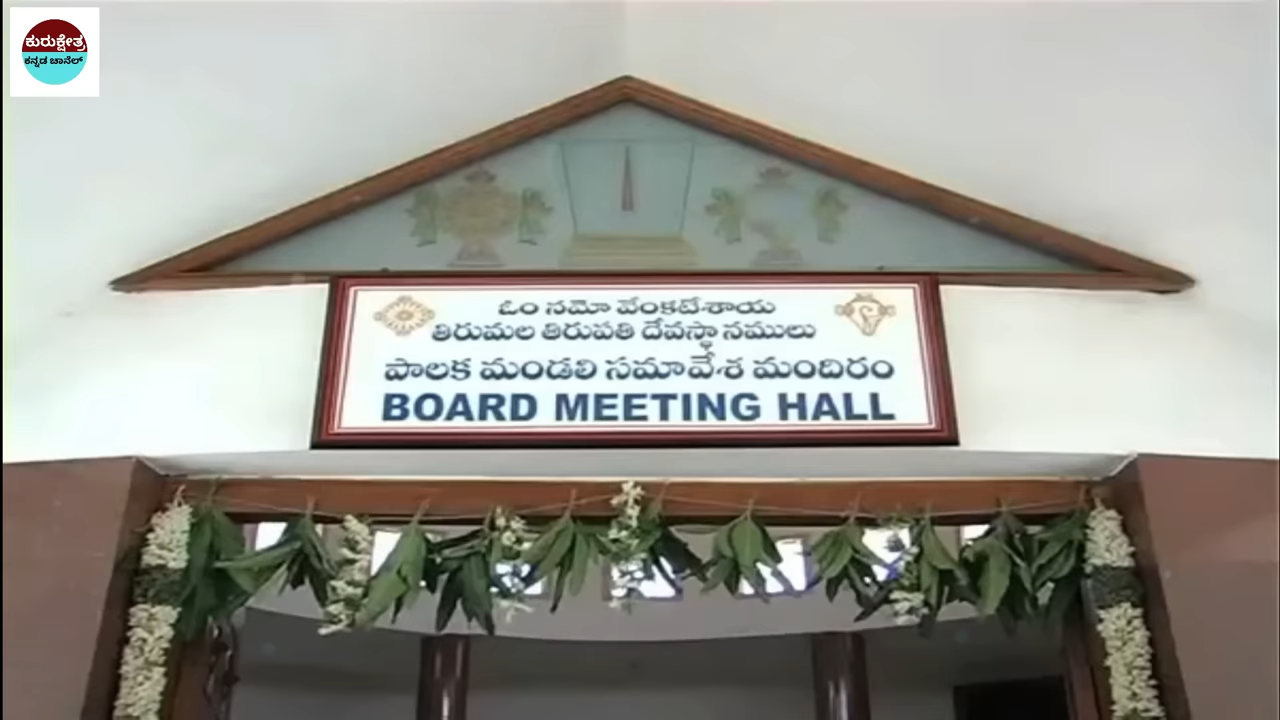 ಕುರುಕ್ಷೇತ್ರ
ಕನ್ನಡ ಚಾನೆಲ್
ఓం నమో వేంకటేశాయ
తిరుమల తిరుపతి దేవస్థానములు
పాలక మండలి సమావేశ మందిరం
BOARD MEETING HALL